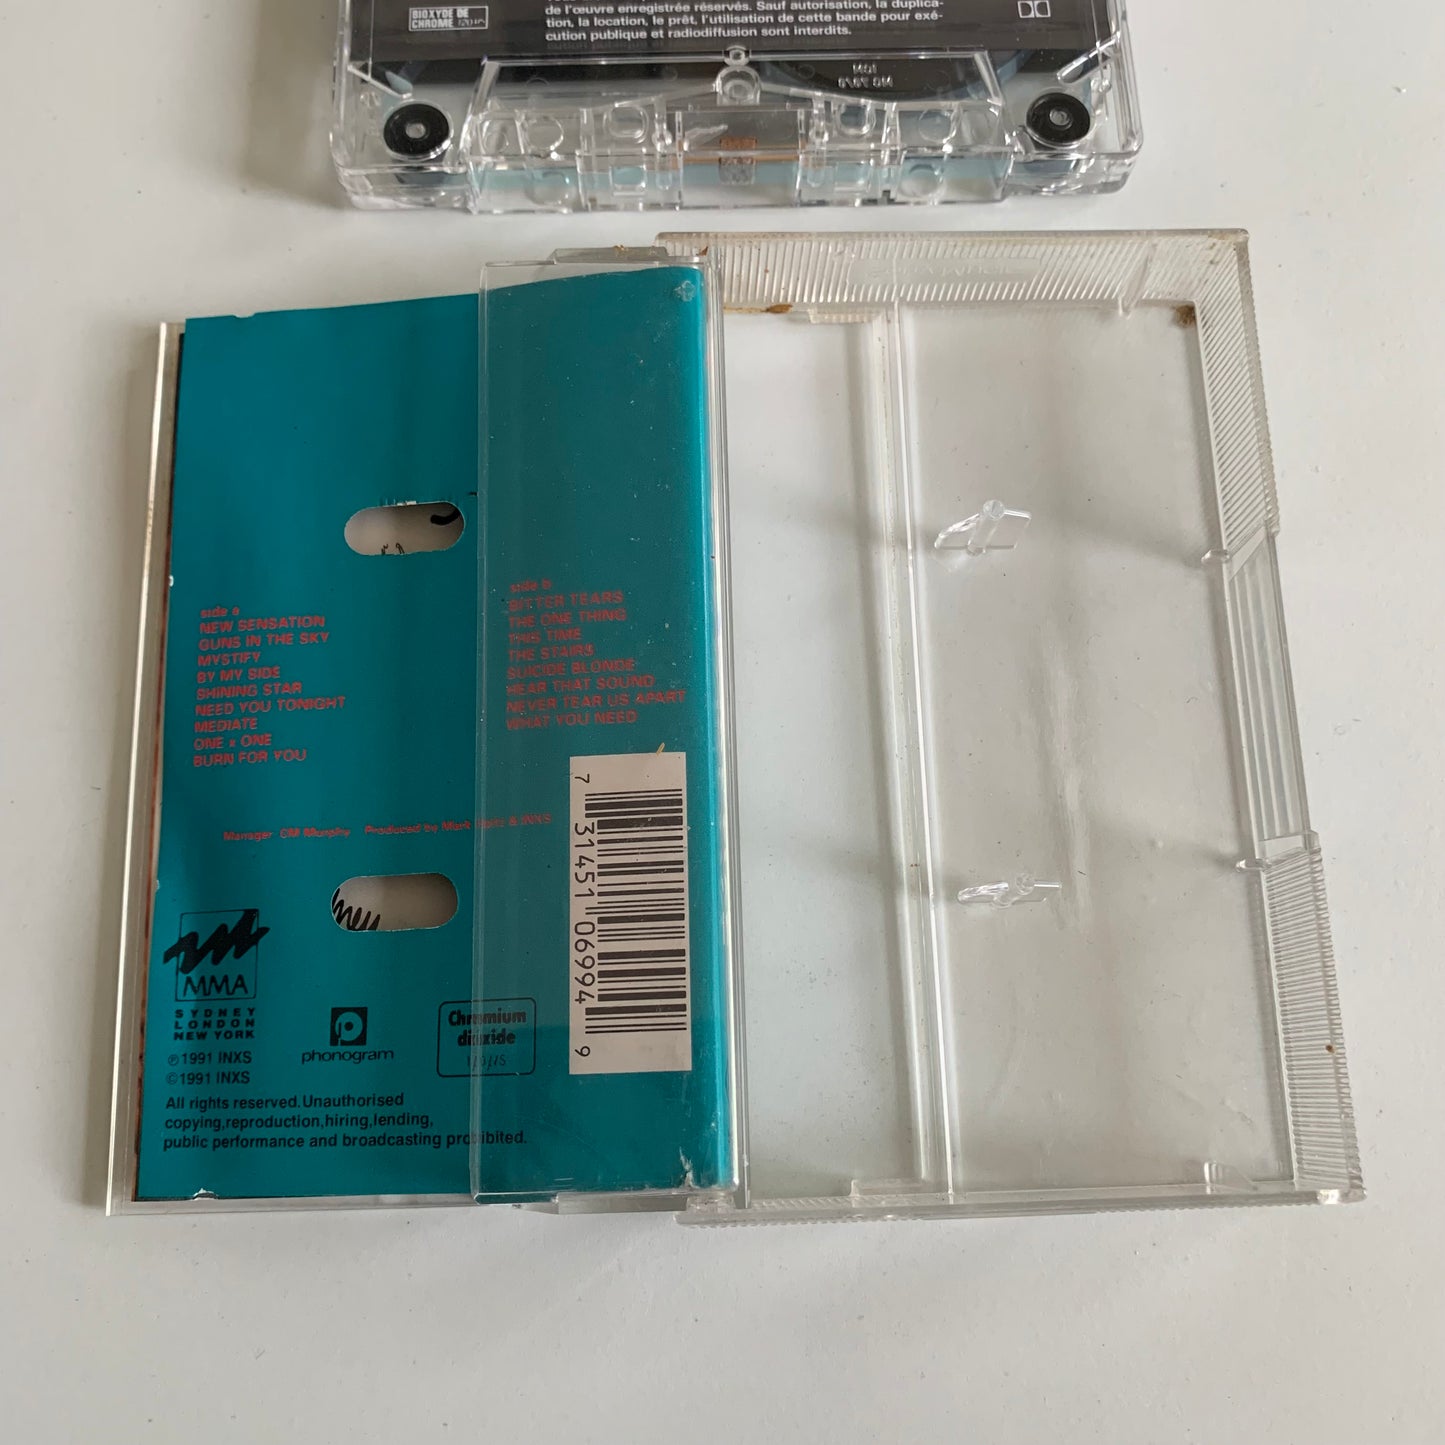 BIOXYDE DE
CHROME
de l'œuvre enregistrée réservés. Sauf autorisation, la duplica-
tion, la location, le prêt, l'utilisation de cette bande pour exé-
cution publique et radiodiffusion sont interdits.
side a
NEW SENSATION
GUNS IN THE SKY
MYSTIFY
BY MY SIDE
SHINING STAR
NEED YOU TONIGHT
MEDIATE
ONE x ONE
BURN FOR YOU
side b
BITTER TEARS
THE ONE THING
THIS TIME
THE STAIRS
SUICIDE BLONDE
HEAR THAT SOUND
NEVER TEAR US APART
WHAT YOU NEED
Manager CM Murphy Produced by Mark & INXS
7 31451 06994 9
MMA
SYDNEY
LONDON
NEW YORK
℗1991 INXS
©1991 INXS
phonogram
Chromium
dioxide
All rights reserved. Unauthorised
copying,reproduction,hiring,lending,
public performance and broadcasting prohibited.